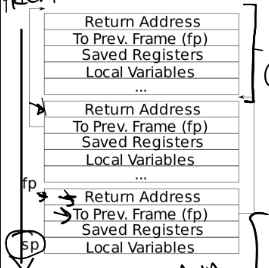 Return Address
To Prev. Frame (fp)
Saved Registers
Local Variables
...
Return Address
To Prev. Frame (fp)
Saved Registers
Local Variables
...
fp
Return Address
To Prev. Frame (fp)
Saved Registers
sp
Local Variables